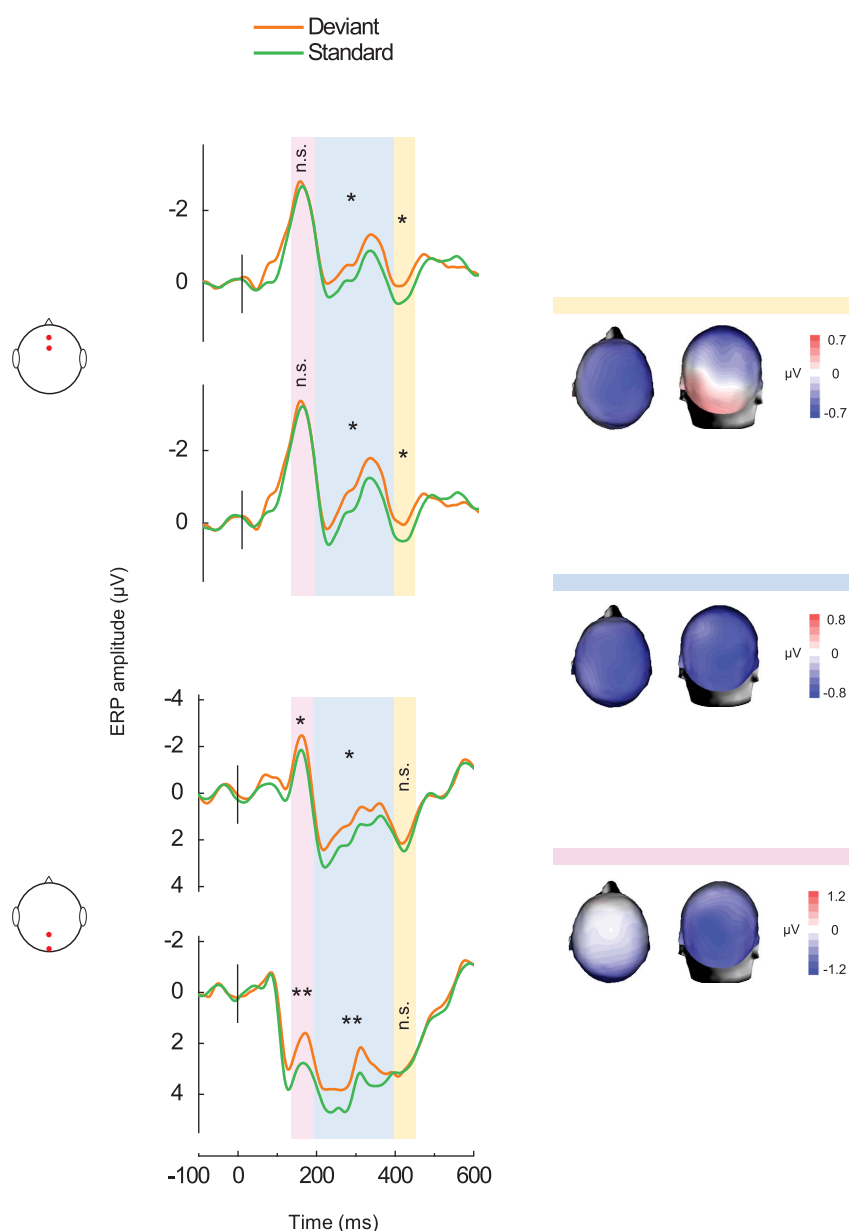 Deviant
Standard
n.s.
*
*
-2
0
n.s.
*
*
-2
0
ERP amplitude (µV)
-4
-2
0
2
4
*
*
n.s.
-2
0
2
4
**
**
n.s.
-100 0 200 400 600
Time (ms)
0.7
µV 0
-0.7
0.8
µV 0
-0.8
1.2
µV 0
-1.2